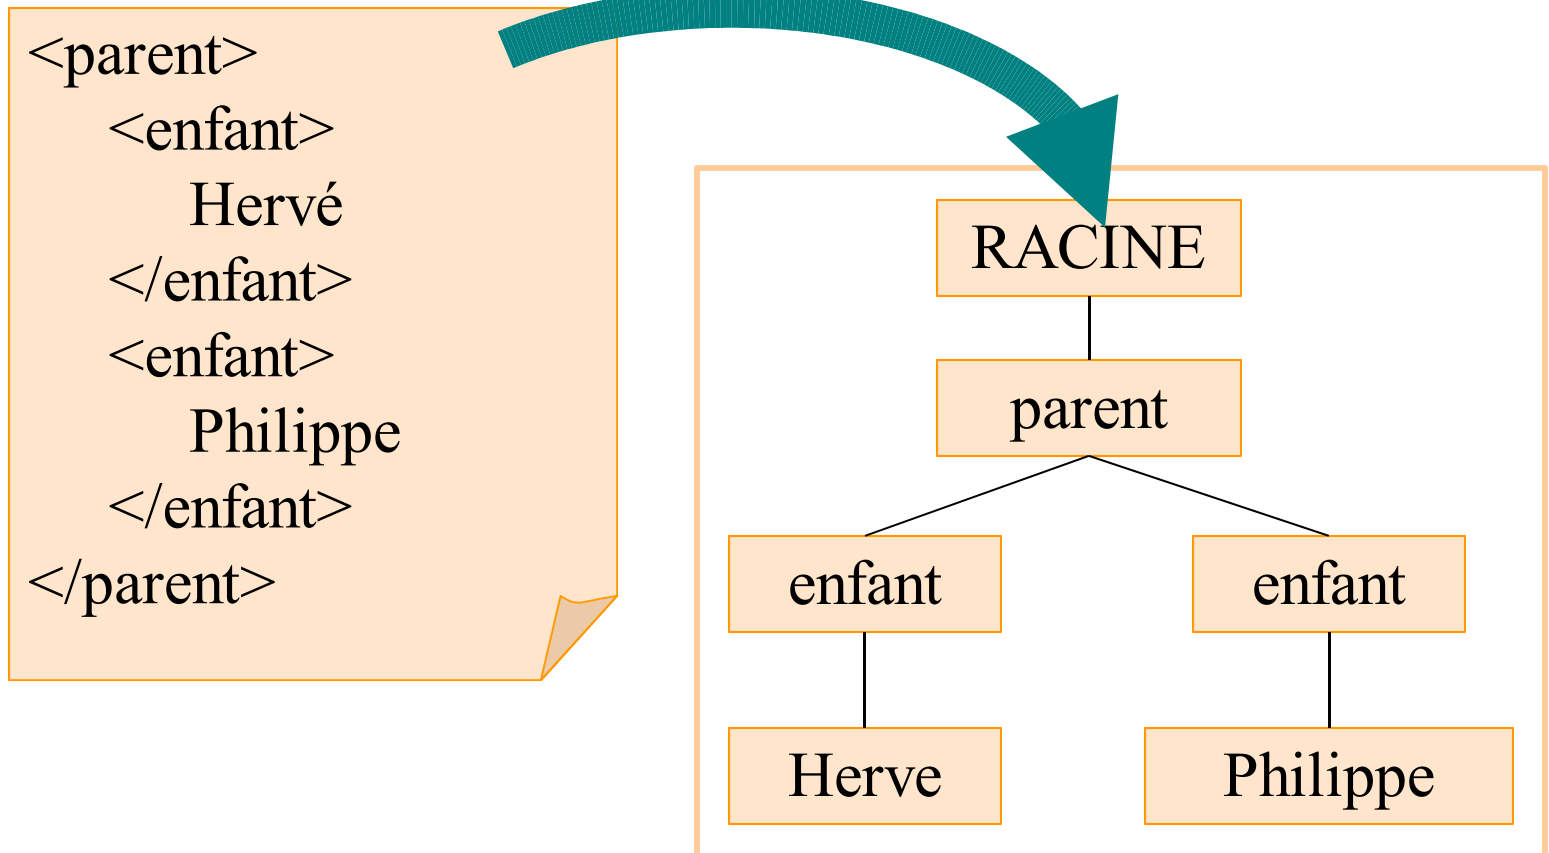 <parent>
<enfant>
Hervé
</enfant>
<enfant>
Philippe
</enfant>
</parent>
RACINE
parent
enfant enfant
Herve Philippe